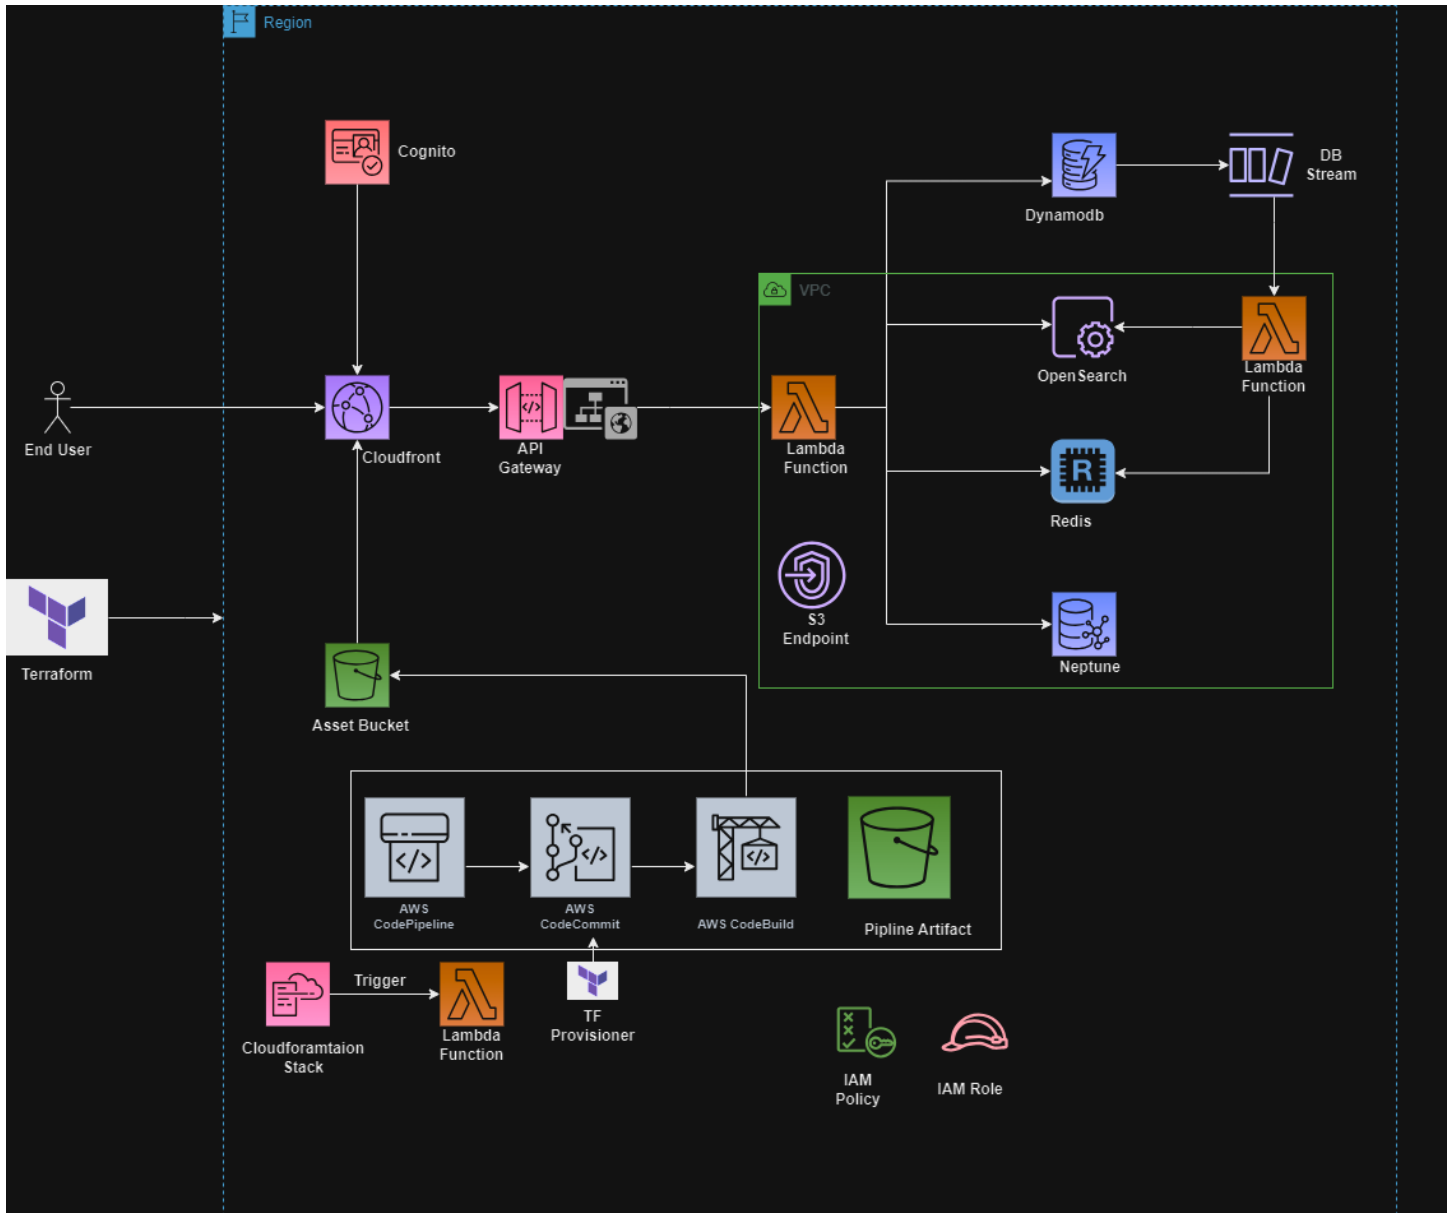 Region
Cognito
DB
Stream
Dynamodb
VPC
OpenSearch
Lambda
Function
End User
Cloudfront
API
Gateway
Lambda
Function
R
Redis
S3
Endpoint
Neptune
Terraform
Asset Bucket
AWS
CodePipeline
AWS
CodeCommit
AWS CodeBuild
Pipline Artifact
Trigger
Cloudforamtaion
Stack
Lambda
Function
TF
Provisioner
IAM
Policy
IAM Role